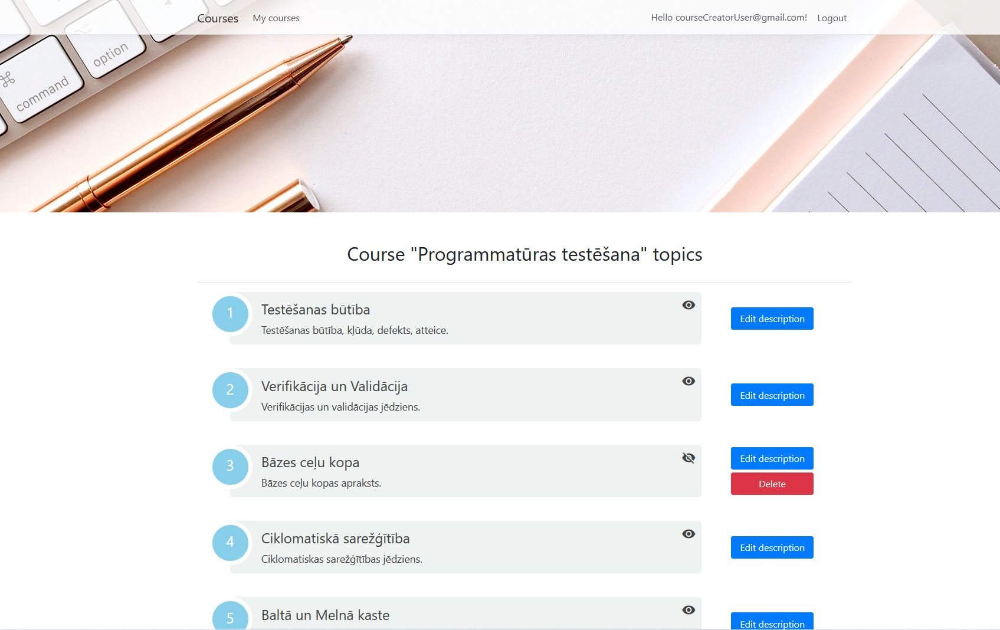 Courses My courses Hello courseCreatorUser@gmail.com! Logout
option
command
Course "Programmatūras testēšana" topics
1 Testēšanas būtība
Testēšanas būtība, kļūda, defekts, atteice.
Edit description
2 Verifikācija un Validācija
Verifikācijas un validācijas jēdziens.
Edit description
3 Bāzes ceļu kopa
Bāzes ceļu kopas apraksts.
Edit description
Delete
4 Ciklomatiskā sarežģītība
Ciklomatiskas sarežģītības jēdziens.
Edit description
5 Baltā un Melnā kaste
Edit description